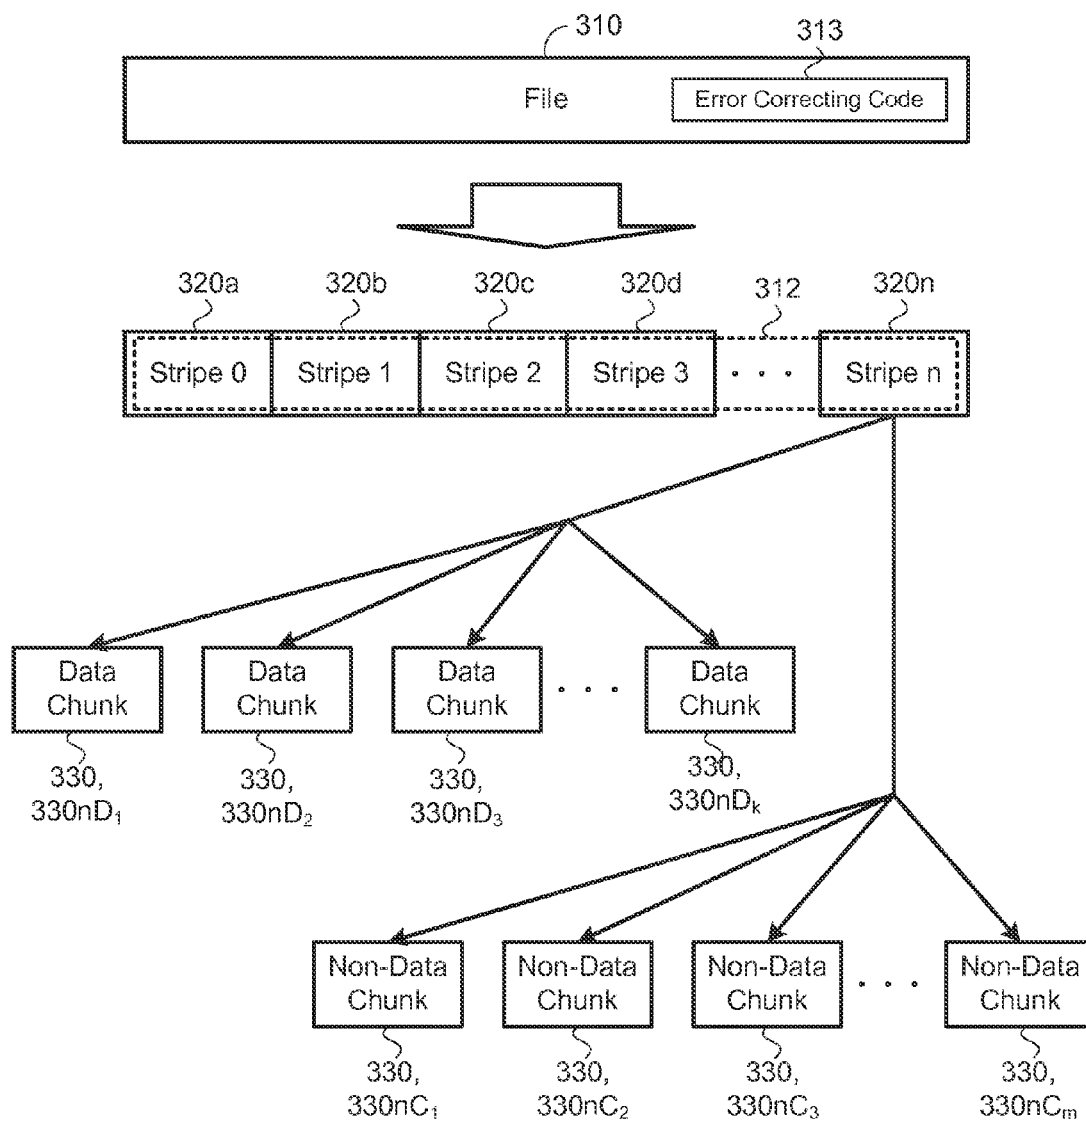 310
313
File
Error Correcting Code
320a
320b
320c
320d
312
320n
Stripe 0
Stripe 1
Stripe 2
Stripe 3
. . .
Stripe n
Data
Chunk
Data
Chunk
Data
Chunk
. . .
Data
Chunk
330,
330nD₁
330,
330nD₂
330,
330nD₃
330,
330nDₖ
Non-Data
Chunk
Non-Data
Chunk
Non-Data
Chunk
. . .
Non-Data
Chunk
330,
330nC₁
330,
330nC₂
330,
330nC₃
330,
330nCₘ